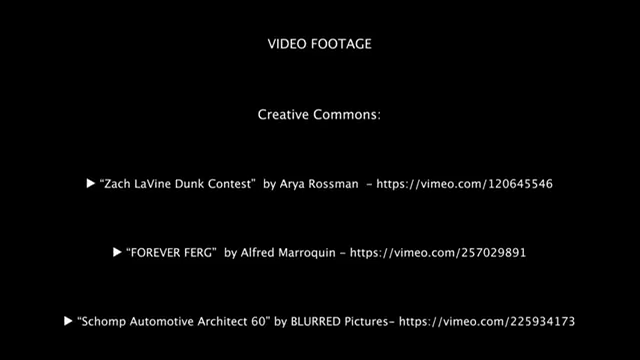 VIDEO FOOTAGE
Creative Commons:
▶ “Zach LaVine Dunk Contest”  by Arya Rossman  – https://vimeo.com/120645546
▶ “FOREVER FERG”  by Alfred Marroquin – https://vimeo.com/257029891
▶ “Schomp Automotive Architect 60” by BLURRED Pictures– https://vimeo.com/225934173